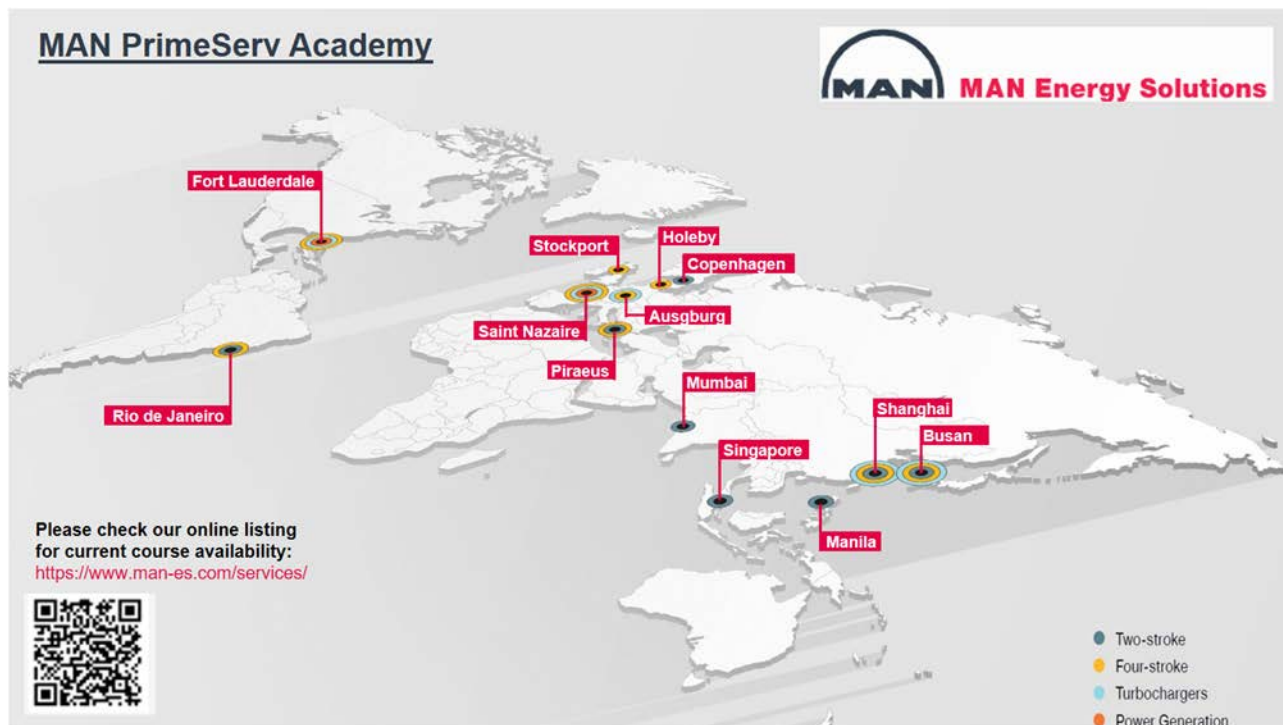 MAN PrimeServ Academy
MAN
MAN Energy Solutions
Fort Lauderdale
Stockport
Holeby
Copenhagen
Saint Nazaire
Ausgburg
Piraeus
Rio de Janeiro
Mumbai
Shanghai
Busan
Singapore
Manila
Please check our online listing
for current course availability:
https://www.man-es.com/services/
Two-stroke
Four-stroke
Turbochargers
Power Generation